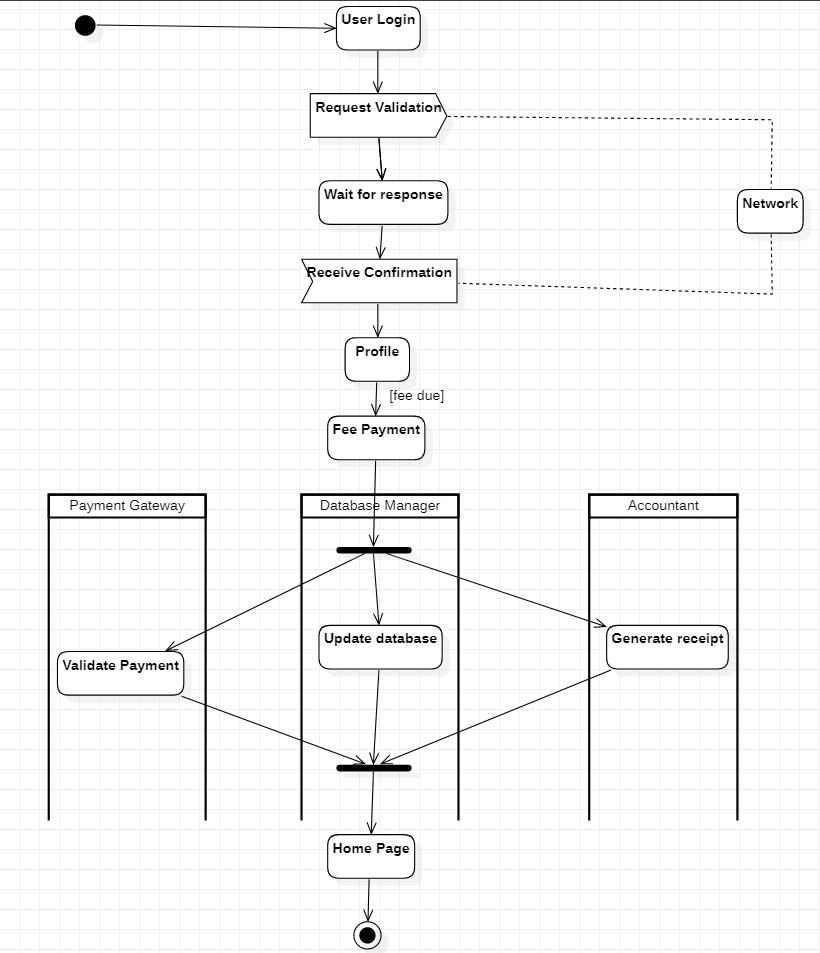 User Login
Request Validation
Wait for response
Network
Receive Confirmation
Profile
[fee due]
Fee Payment
Payment Gateway
Database Manager
Accountant
Update database
Generate receipt
Validate Payment
Home Page